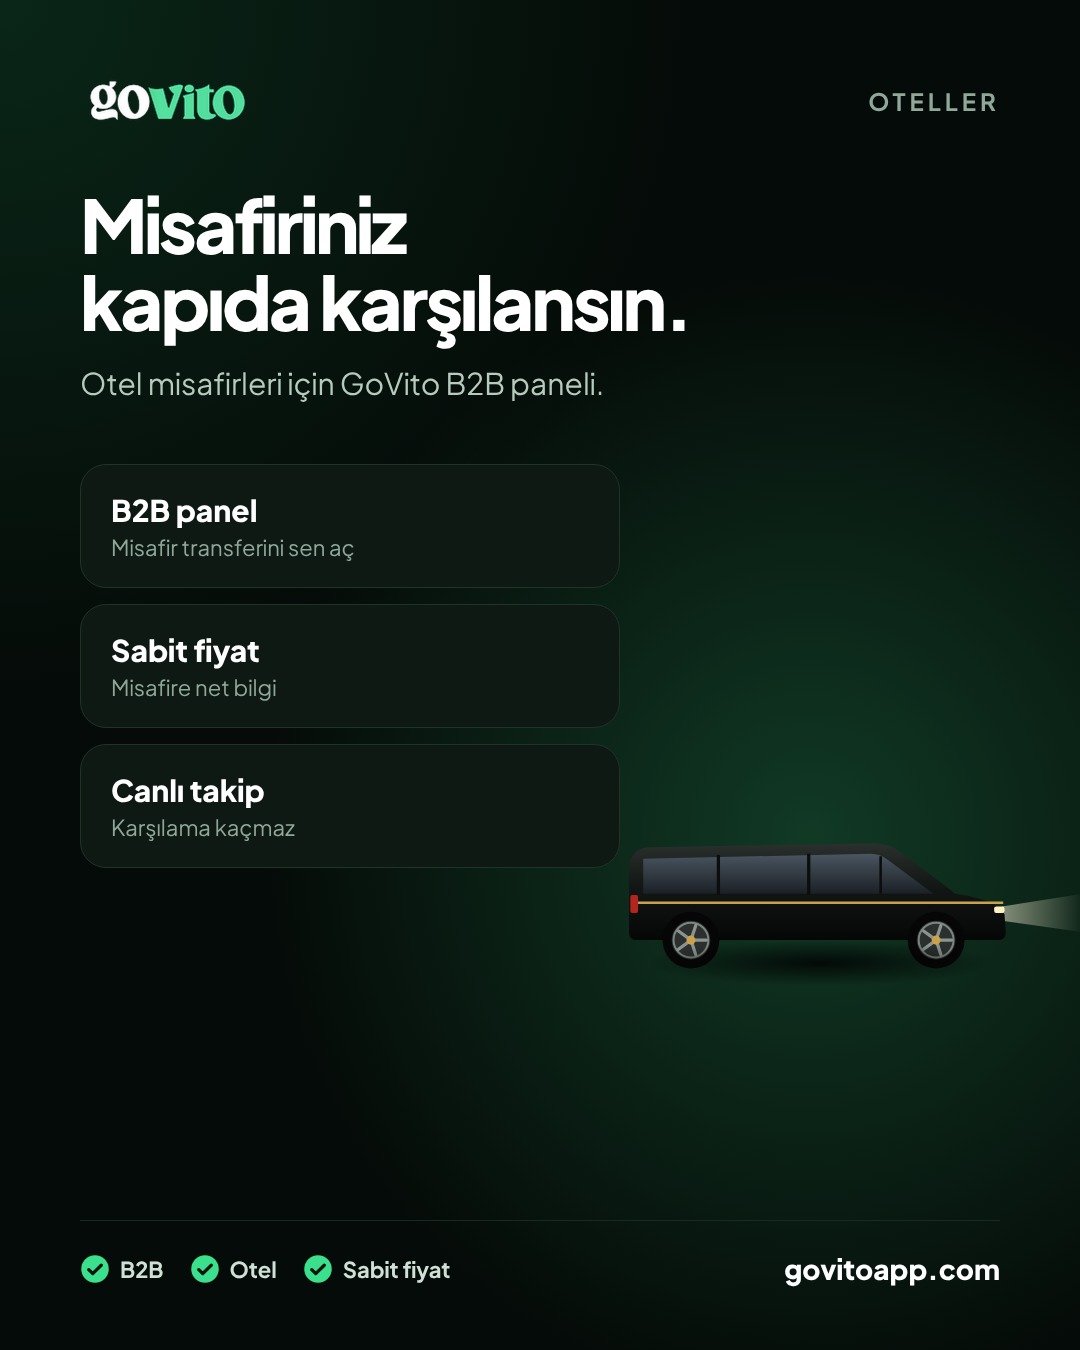 govito
OTELLER
Misafiriniz
kapıda karşılansın.
Otel misafirleri için GoVito B2B paneli.
B2B panel
Misafir transferini sen aç
Sabit fiyat
Misafire net bilgi
Canlı takip
Karşılama kaçmaz
B2B Otel Sabit fiyat
govitoapp.com